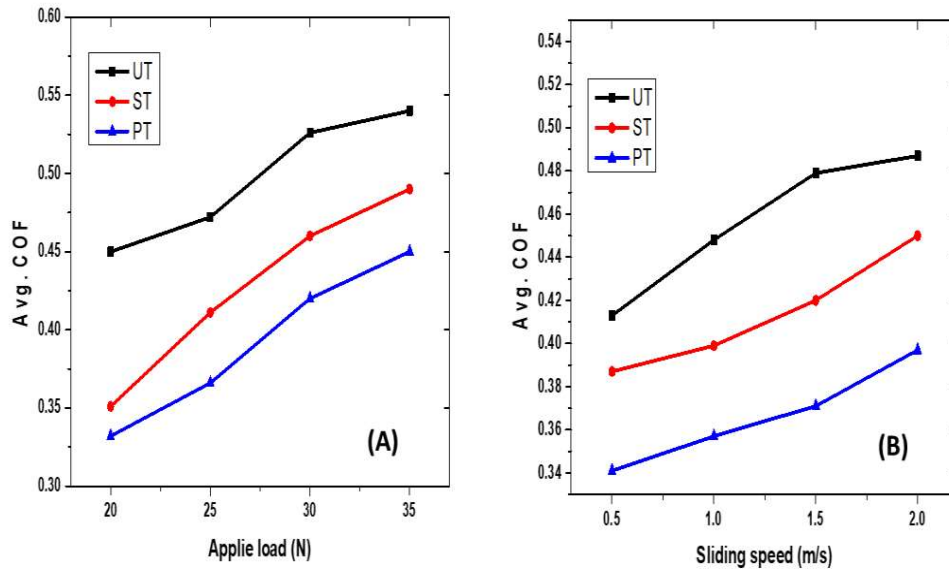 0.60
0.55
0.50
0.45
0.40
0.35
0.30
Avg. COF
UT
ST
PT
(A)
20 25 30 35
Applie load (N)
0.54
0.52
0.50
0.48
0.46
0.44
0.42
0.40
0.38
0.36
0.34
Avg. COF
UT
ST
PT
(B)
0.5 1.0 1.5 2.0
Sliding speed (m/s)